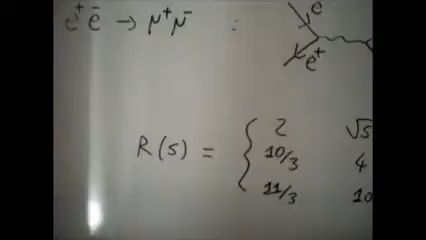 e⁺ e⁻ → μ⁺ μ⁻ :
e
e⁺
R(s) = { 2 √s
10/3 4
11/3 10